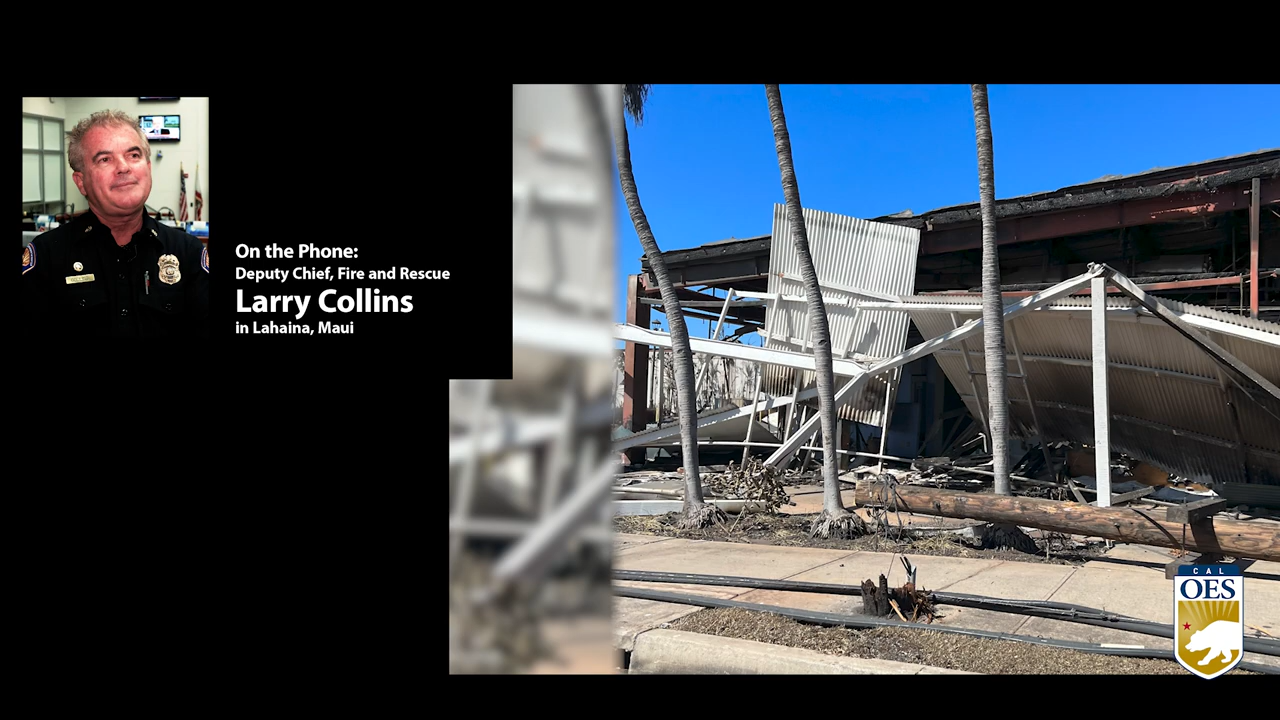 On the Phone:
Deputy Chief, Fire and Rescue
Larry Collins
in Lahaina, Maui
CAL
OES